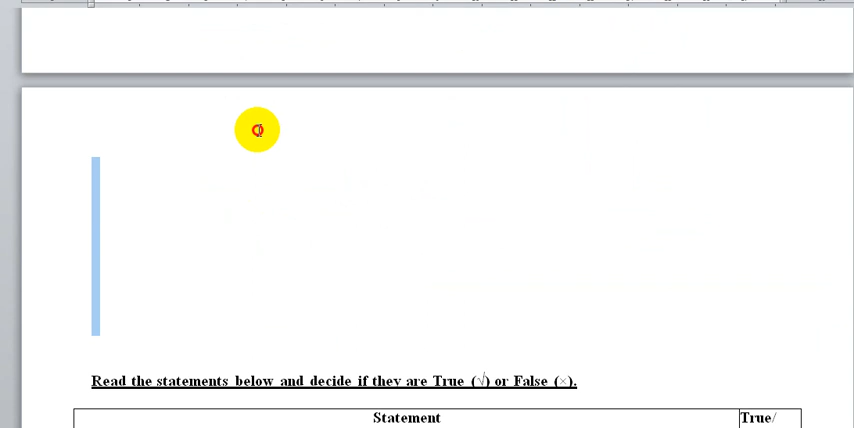 Read the statements below and decide if they are True (√) or False (×).
Statement
True/